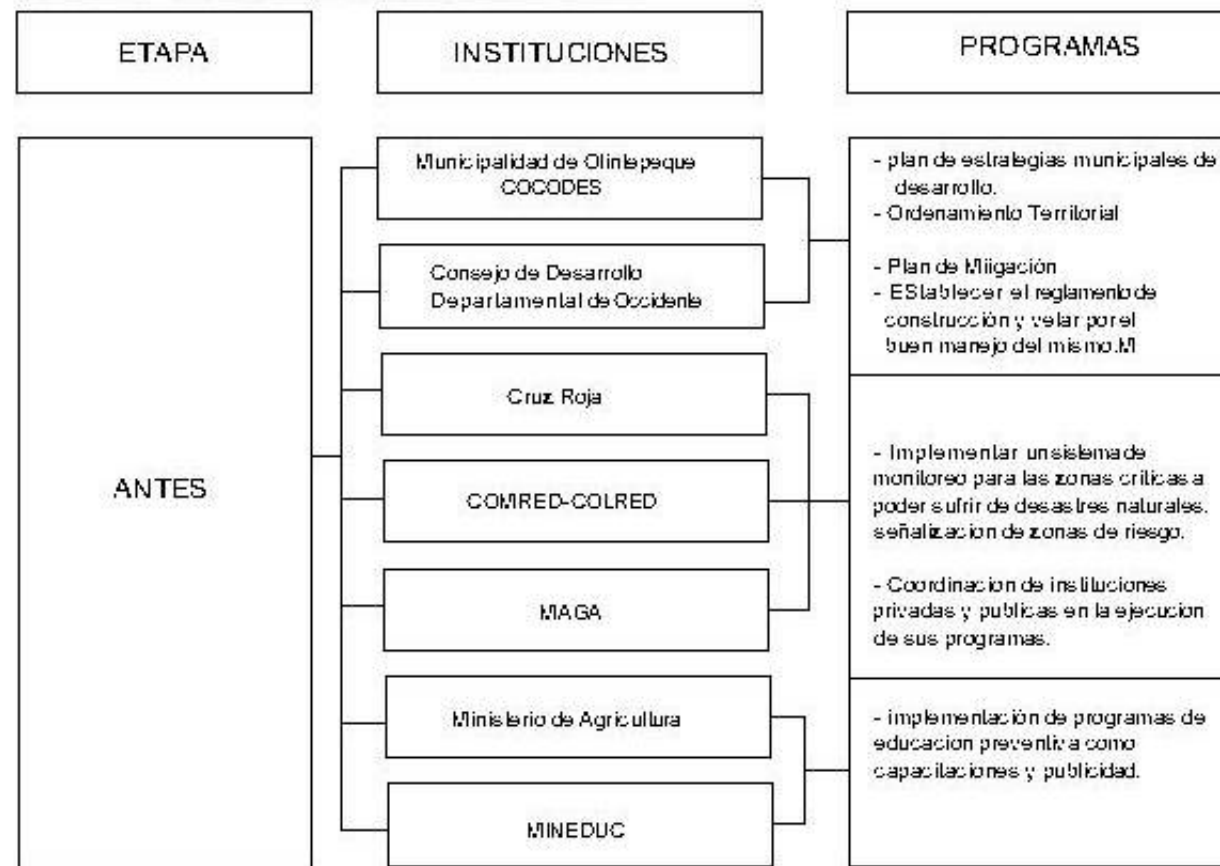 ETAPA
INSTITUCIONES
PROGRAMAS
ANTES
Municipalidad de Olintepeque
COCODES
Consejo de Desarrollo
Departamental de Occidente
Cruz Roja
COMRED-COLRED
MAGA
Ministerio de Agricultura
MINEDUC
- plan de estrategias municipales de
desarrollo.
- Ordenamiento Territorial
- Plan de Mitigación
- EStablecer el reglamento de
construcción y velar por el
buen manejo del mismo.M
- Implementar un sistema de
monitoreo para las zonas críticas a
poder sufrir de desastres naturales.
señalizacion de zonas de riesgo.
- Coordinacion de instituciones
privadas y publicas en la ejecucion
de sus programas.
- implementación de programas de
educacion preventiva como
capacitaciones y publicidad.